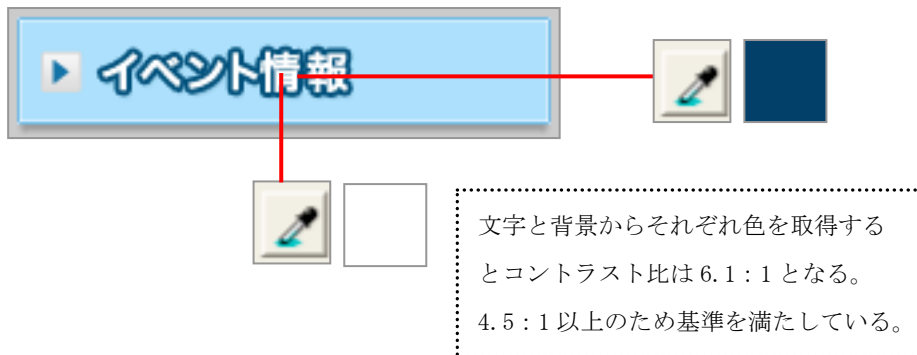 イベント情報
文字と背景からそれぞれ色を取得する
とコントラスト比は 6.1：1 となる。
4.5：1 以上のため基準を満たしている。